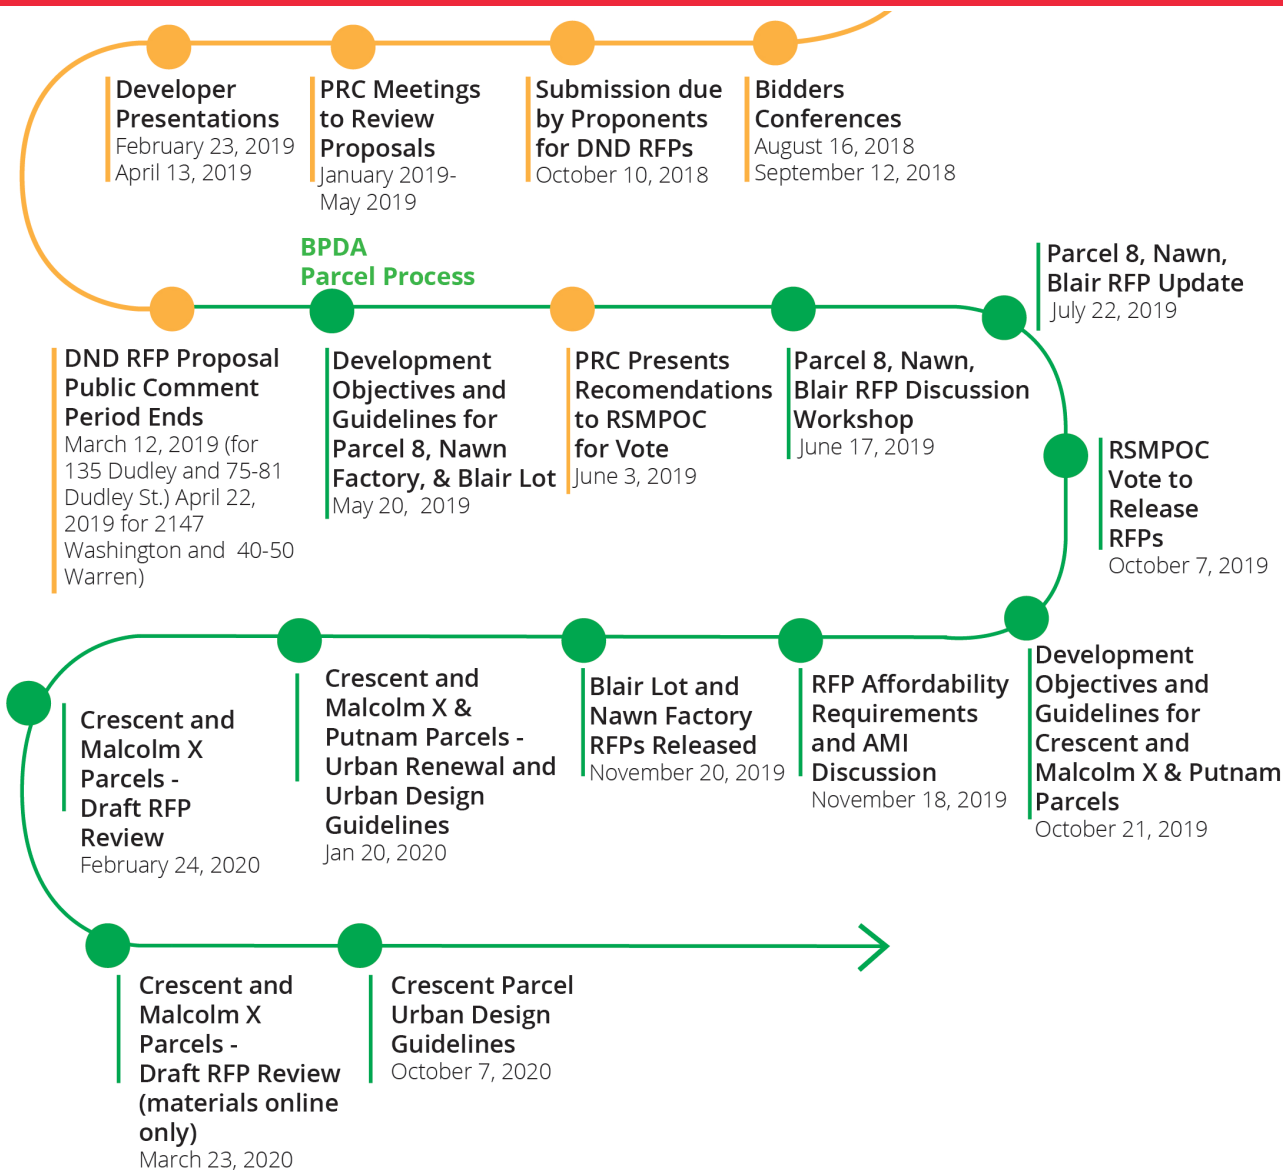 Developer
Presentations
February 23, 2019
April 13, 2019
PRC Meetings
to Review
Proposals
January 2019-
May 2019
Submission due
by Proponents
for DND RFPs
October 10, 2018
Bidders
Conferences
August 16, 2018
September 12, 2018
BPDA
Parcel Process
DND RFP Proposal
Public Comment
Period Ends
March 12, 2019 (for
135 Dudley and 75-81
Dudley St.) April 22,
2019 for 2147
Washington and  40-50
Warren)
Development
Objectives and
Guidelines for
Parcel 8, Nawn
Factory, & Blair Lot
May 20,  2019
PRC Presents
Recomendations
to RSMPOC
for Vote
June 3, 2019
Parcel 8, Nawn,
Blair RFP Discussion
Workshop
June 17, 2019
Parcel 8, Nawn,
Blair RFP Update
July 22, 2019
RSMPOC
Vote to
Release
RFPs
October 7, 2019
Development
Objectives and
Guidelines for
Crescent and
Malcolm X & Putnam
Parcels
October 21, 2019
RFP Affordability
Requirements
and AMI
Discussion
November 18, 2019
Blair Lot and
Nawn Factory
RFPs Released
November 20, 2019
Crescent and
Malcolm X &
Putnam Parcels -
Urban Renewal and
Urban Design
Guidelines
Jan 20, 2020
Crescent and
Malcolm X
Parcels -
Draft RFP
Review
February 24, 2020
Crescent and
Malcolm X
Parcels -
Draft RFP Review
(materials online
only)
March 23, 2020
Crescent Parcel
Urban Design
Guidelines
October 7, 2020